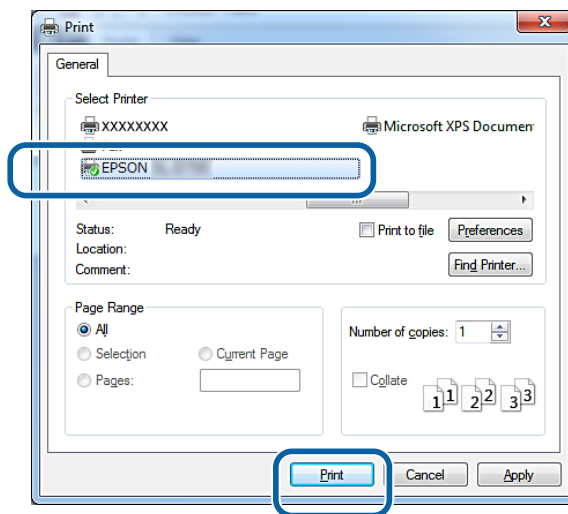 Print
General
Select Printer
XXXXXXXX
Microsoft XPS Documen
EPSON
Status: Ready
Print to file
Preferences
Location:
Comment:
Find Printer...
Page Range
All
Selection
Current Page
Pages:
Number of copies: 1
Collate
1 1 2 2 3 3
Print
Cancel
Apply